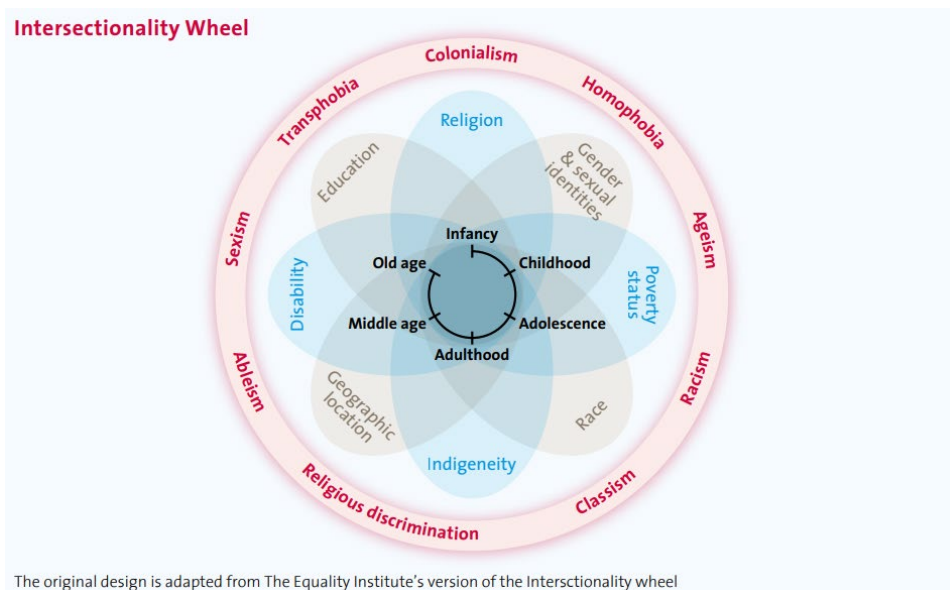 Intersectionality Wheel
Colonialism
Homophobia
Ageism
Racism
Classism
Religious discrimination
Ableism
Sexism
Transphobia
Religion
Gender
& sexual
identities
Poverty
status
Race
Indigeneity
Geographic
location
Disability
Education
Infancy
Childhood
Adolescence
Adulthood
Middle age
Old age
The original design is adapted from The Equality Institute’s version of the Intersctionality wheel